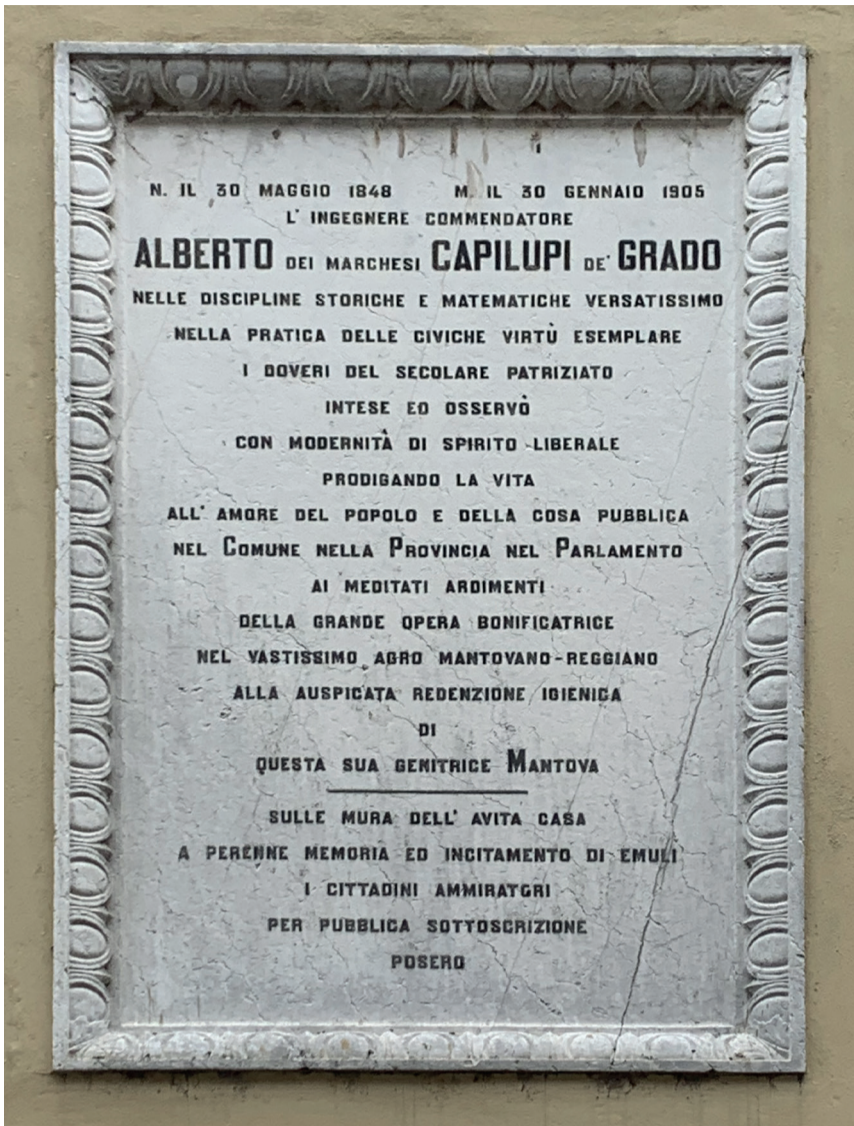 N. IL 30 MAGGIO 1848 M. IL 30 GENNAIO 1905
L' INGEGNERE COMMENDATORE
ALBERTO DEI MARCHESI CAPILUPI DE' GRADO
NELLE DISCIPLINE STORICHE E MATEMATICHE VERSATISSIMO
NELLA PRATICA DELLE CIVICHE VIRTÙ ESEMPLARE
I DOVERI DEL SECOLARE PATRIZIATO
INTESE ED OSSERVÒ
CON MODERNITÀ DI SPIRITO LIBERALE
PRODIGANDO LA VITA
ALL' AMORE DEL POPOLO E DELLA COSA PUBBLICA
NEL COMUNE NELLA PROVINCIA NEL PARLAMENTO
AI MEDITATI ARDIMENTI
DELLA GRANDE OPERA BONIFICATRICE
NEL VASTISSIMO AGRO MANTOVANO-REGGIANO
ALLA AUSPICATA REDENZIONE IGIENICA
DI
QUESTA SUA GENITRICE MANTOVA
SULLE MURA DELL' AVITA CASA
A PERENNE MEMORIA ED INCITAMENTO DI EMULI
I CITTADINI AMMIRATORI
PER PUBBLICA SOTTOSCRIZIONE
POSERO